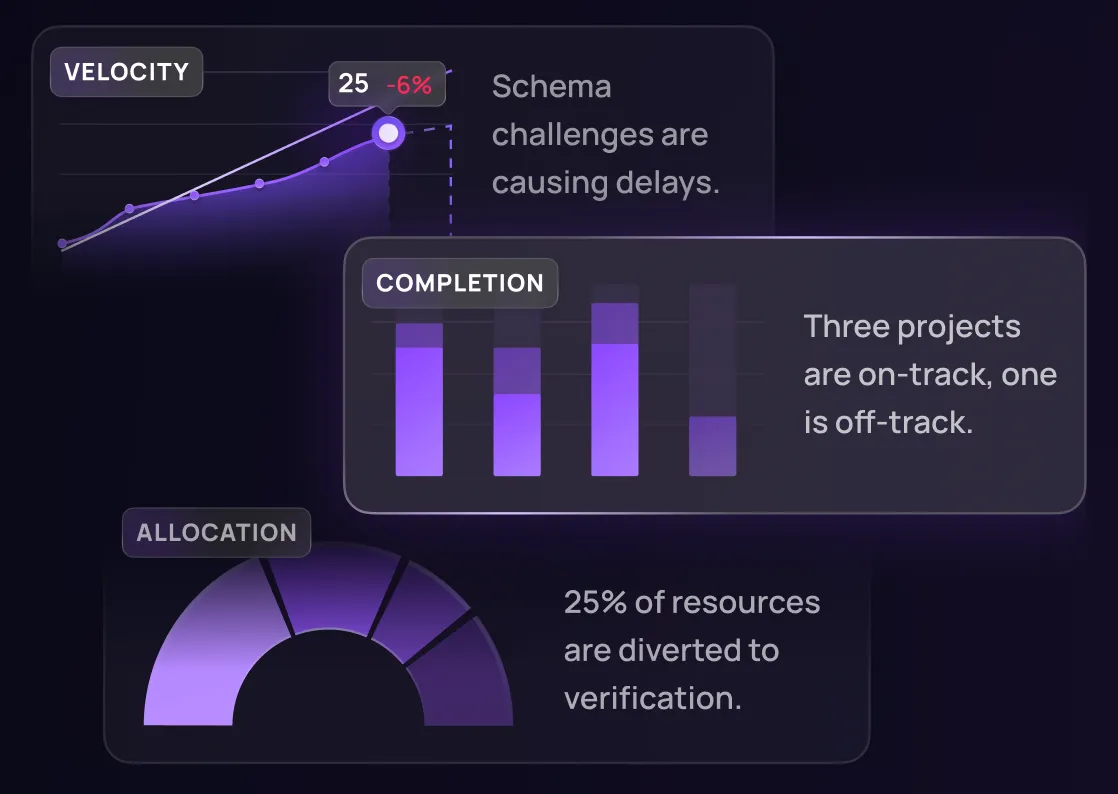 VELOCITY
25 -6%
Schema
challenges are
causing delays.
COMPLETION
Three projects
are on-track, one
is off-track.
ALLOCATION
25% of resources
are diverted to
verification.